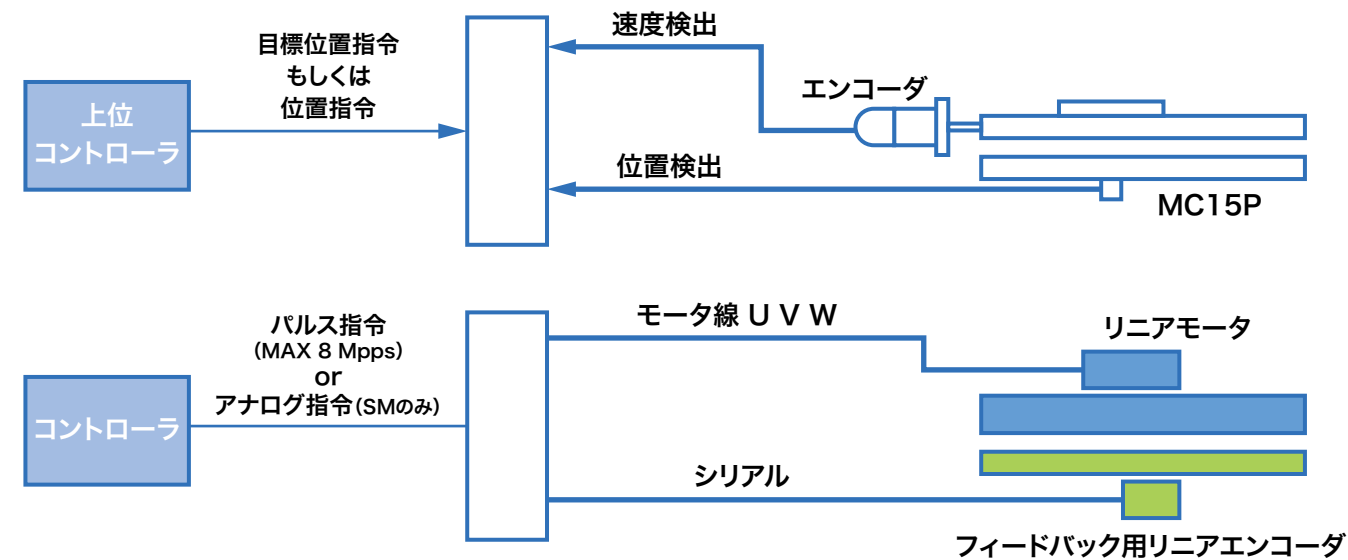 速度検出
目標位置指令
もしくは
位置指令
エンコーダ
上位
コントローラ
位置検出
MC15P
モータ線 U V W
パルス指令
(MAX 8 Mpps)
or
アナログ指令(SMのみ)
リニアモータ
コントローラ
シリアル
フィードバック用リニアエンコーダ